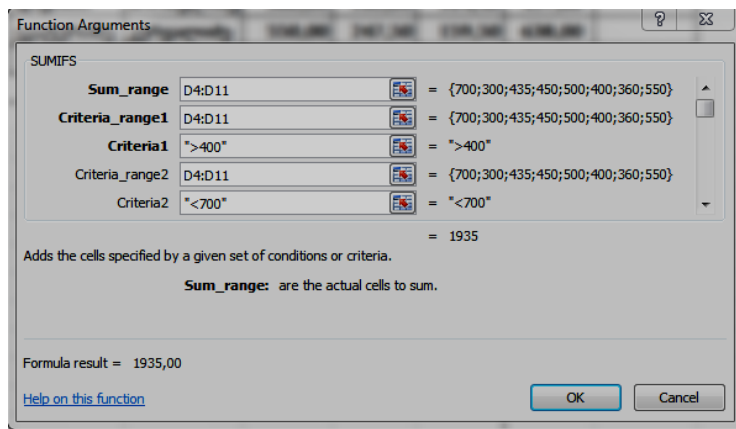 Function Arguments
SUMIFS
Sum_range D4:D11 = {700;300;435;450;500;400;360;550}
Criteria_range1 D4:D11 = {700;300;435;450;500;400;360;550}
Criteria1 ">400" = ">400"
Criteria_range2 D4:D11 = {700;300;435;450;500;400;360;550}
Criteria2 "<700" = "<700"
= 1935
Adds the cells specified by a given set of conditions or criteria.
Sum_range: are the actual cells to sum.
Formula result = 1935,00
Help on this function OK Cancel